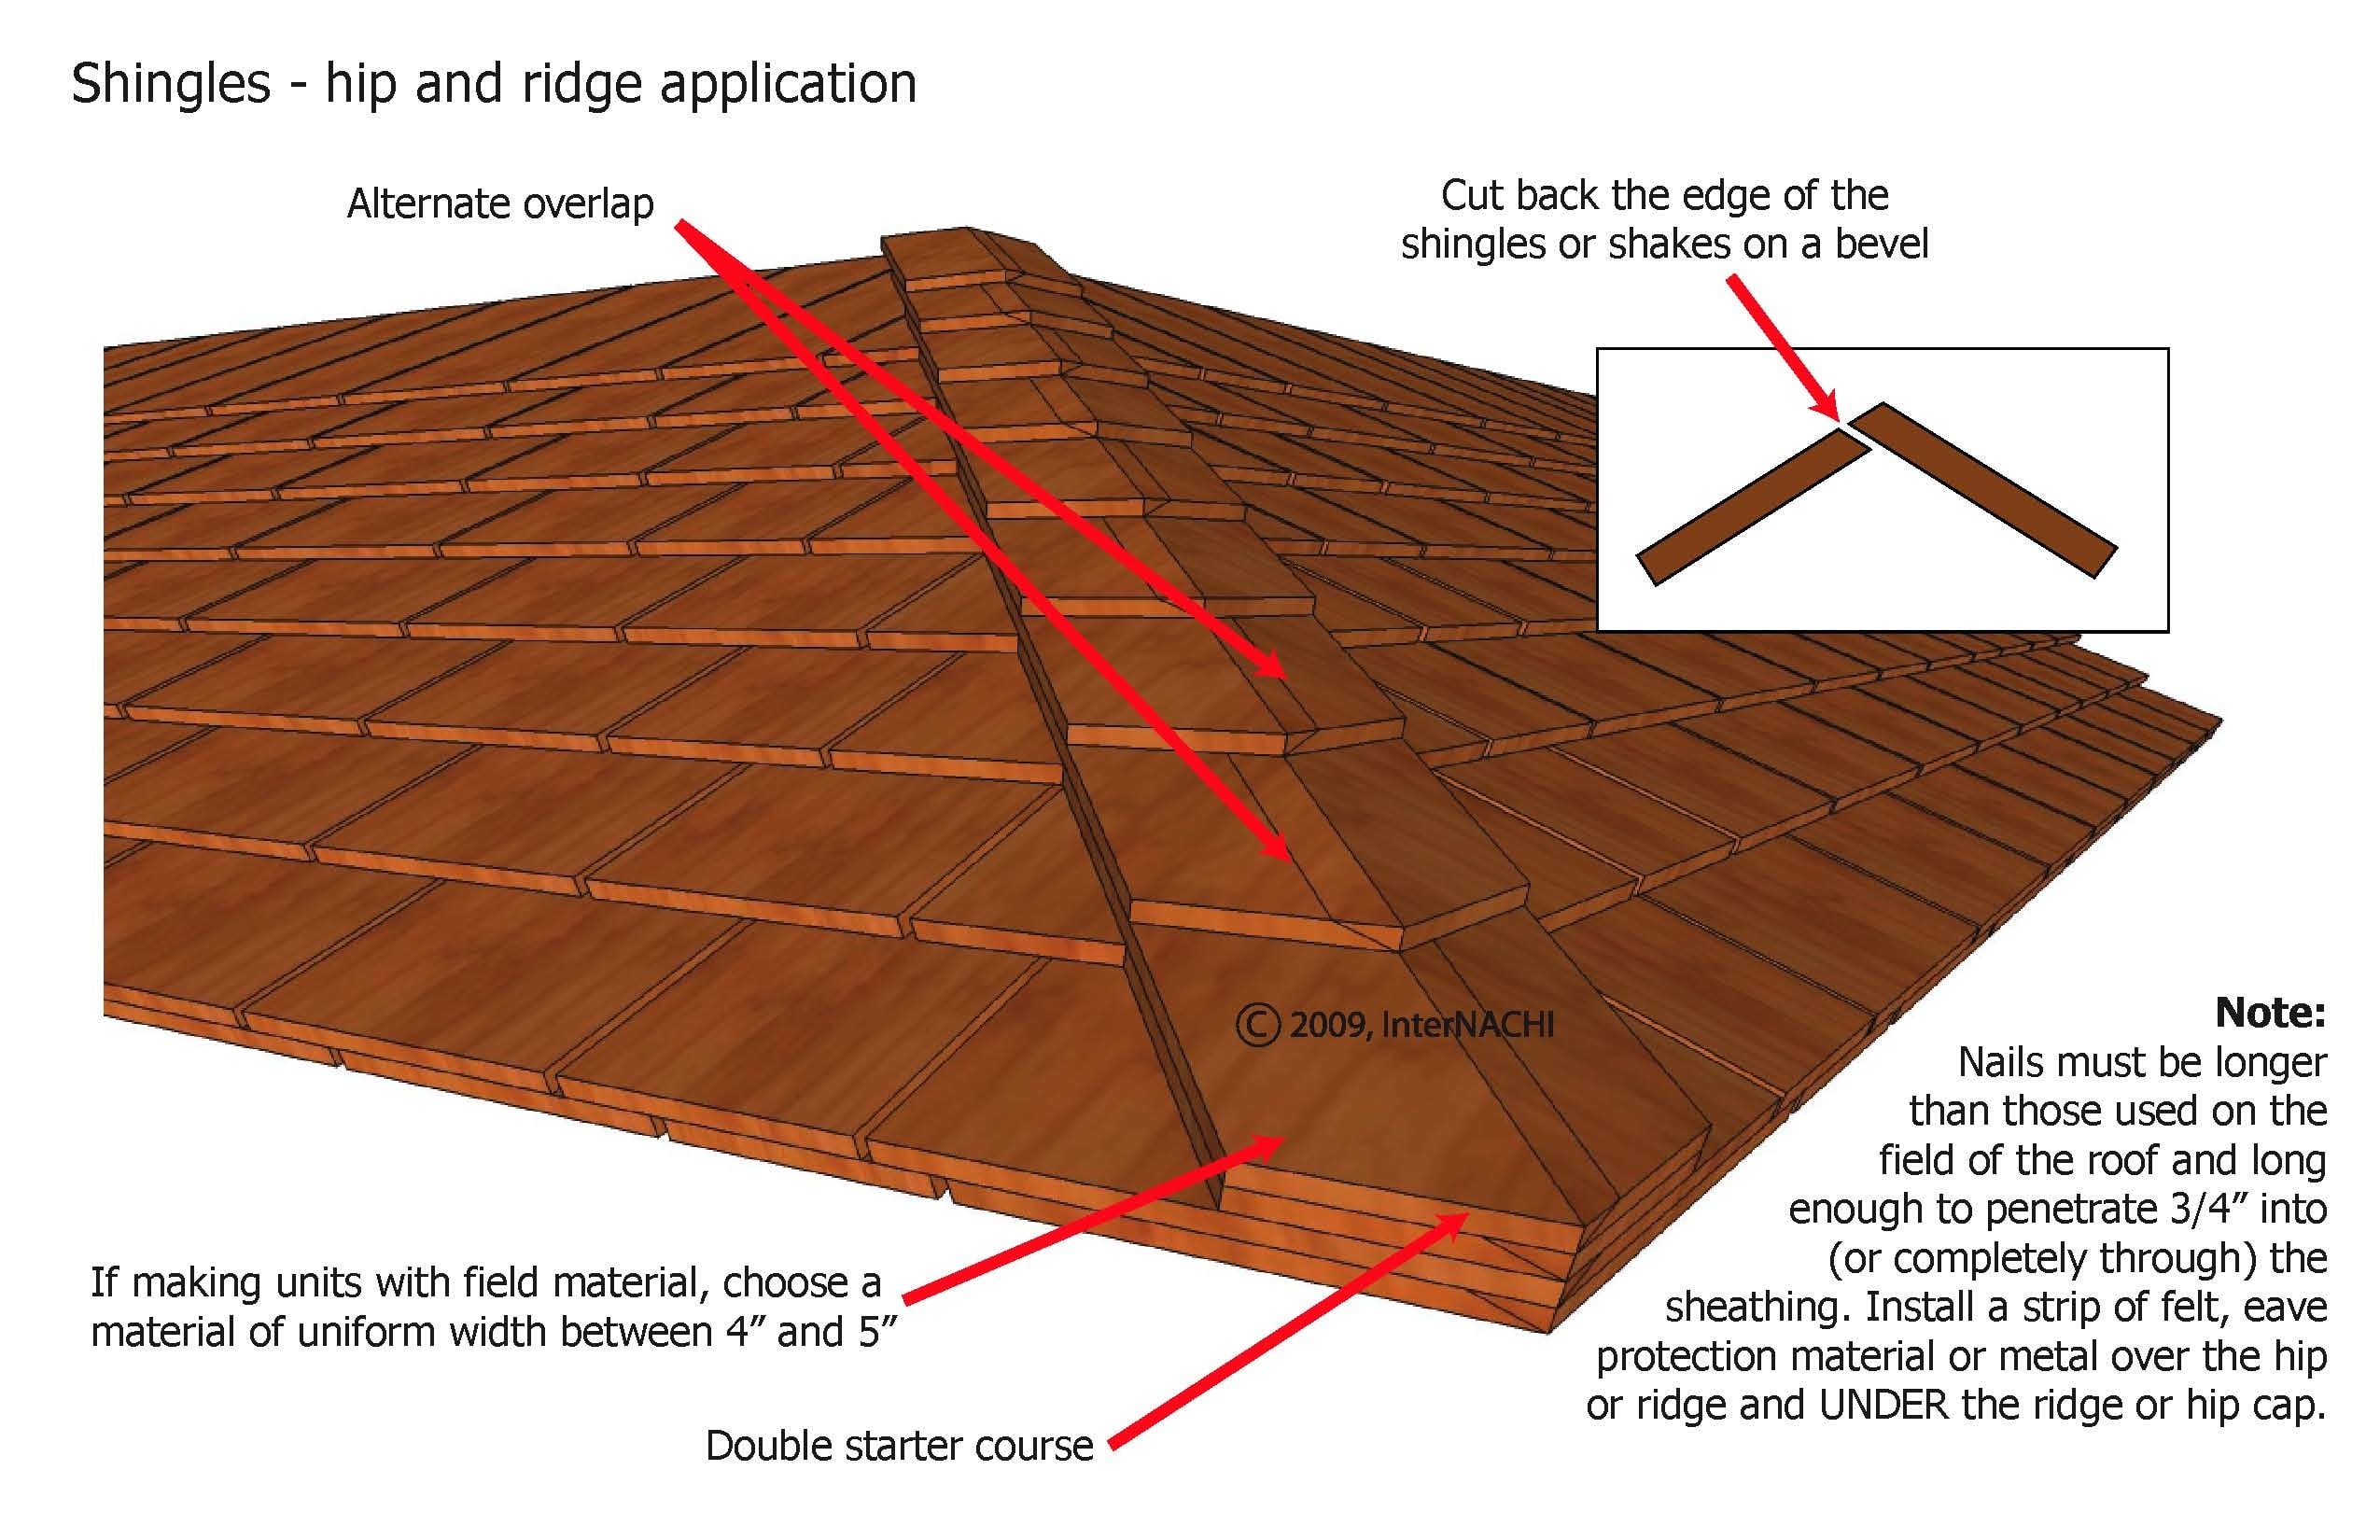 Shingles - hip and ridge application
Alternate overlap
Cut back the edge of the
shingles or shakes on a bevel
© 2009, InterNACHI
Note:
Nails must be longer
than those used on the
field of the roof and long
enough to penetrate 3/4” into
(or completely through) the
sheathing. Install a strip of felt, eave
protection material or metal over the hip
or ridge and UNDER the ridge or hip cap.
If making units with field material, choose a
material of uniform width between 4” and 5”
Double starter course